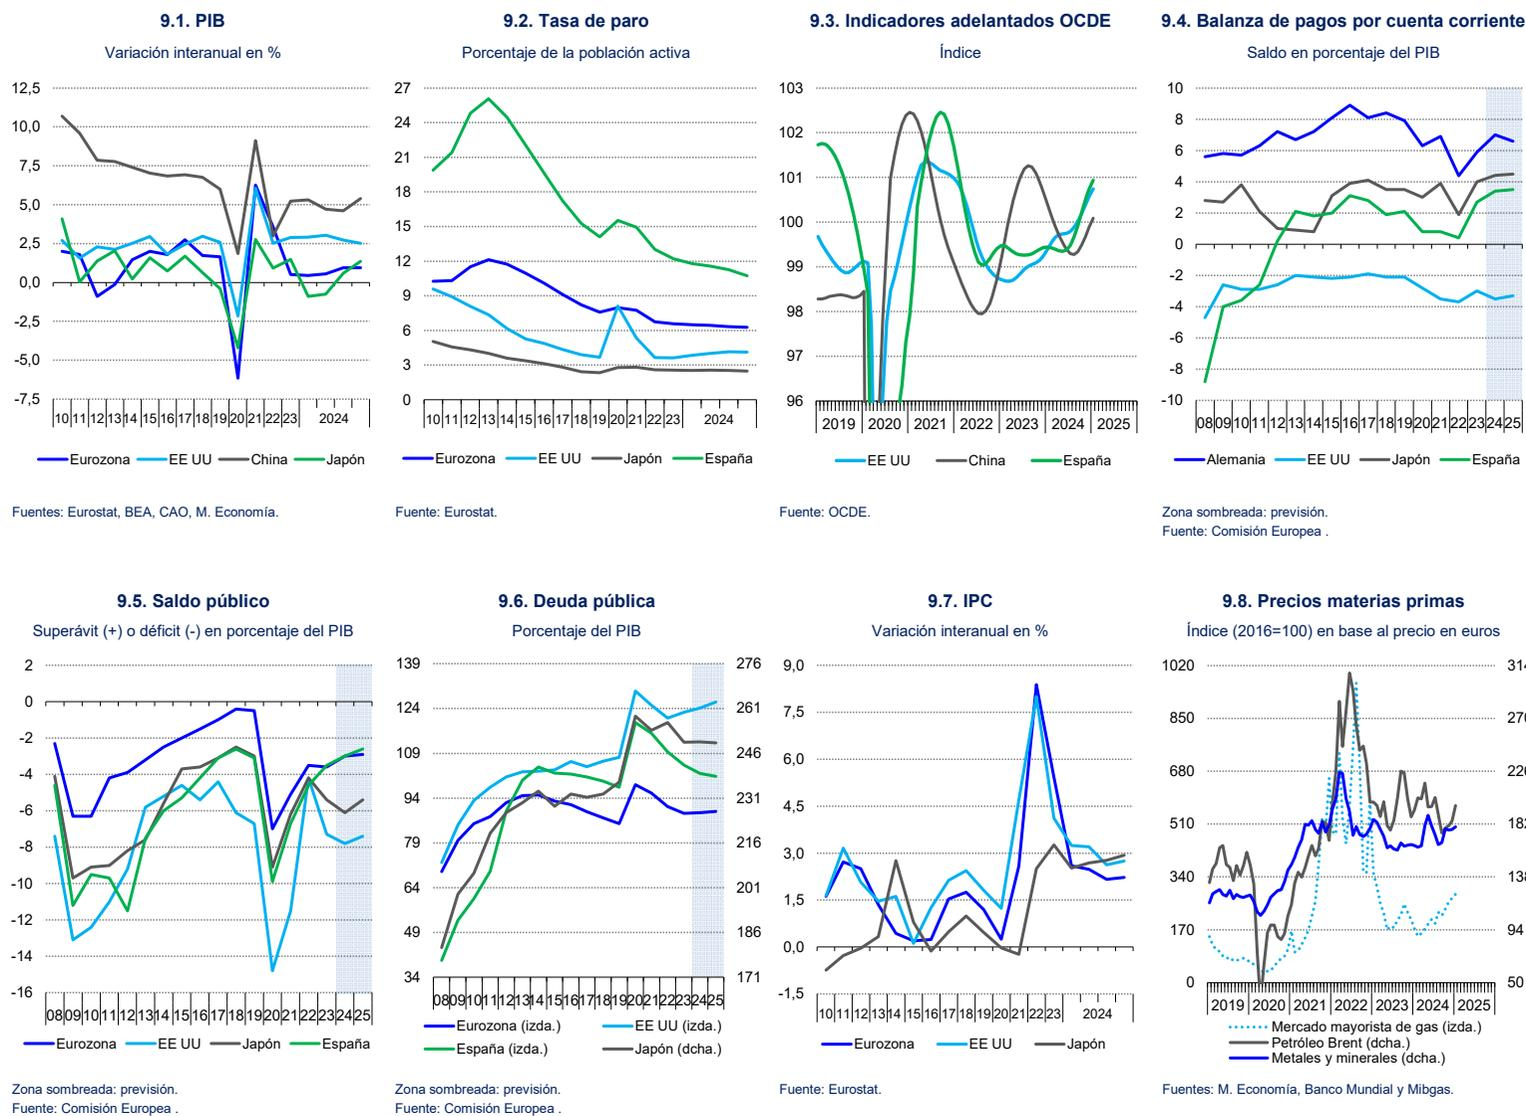 9.1. PIB
Variación interanual en %
12,5
10,0
7,5
5,0
2,5
0,0
-2,5
-5,0
-7,5
10 11 12 13 14 15 16 17 18 19 20 21 22 23 2024
Eurozona EE UU China Japón
Fuentes: Eurostat, BEA, CAO, M. Economía.
9.2. Tasa de paro
Porcentaje de la población activa
27
24
21
18
15
12
9
6
3
0
10 11 12 13 14 15 16 17 18 19 20 21 22 23 2024
Eurozona EE UU Japón España
Fuente: Eurostat.
9.3. Indicadores adelantados OCDE
Índice
103
102
101
100
99
98
97
96
2019 2020 2021 2022 2023 2024 2025
EE UU China España
Fuente: OCDE.
9.4. Balanza de pagos por cuenta corriente
Saldo en porcentaje del PIB
10
8
6
4
2
0
-2
-4
-6
-8
-10
08 09 10 11 12 13 14 15 16 17 18 19 20 21 22 23 24 25
Alemania EE UU Japón España
Zona sombreada: previsión.
Fuente: Comisión Europea .
9.5. Saldo público
Superávit (+) o déficit (-) en porcentaje del PIB
2
0
-2
-4
-6
-8
-10
-12
-14
-16
08 09 10 11 12 13 14 15 16 17 18 19 20 21 22 23 24 25
Eurozona EE UU Japón España
Zona sombreada: previsión.
Fuente: Comisión Europea .
9.6. Deuda pública
Porcentaje del PIB
139 276
124 261
109 246
94 231
79 216
64 201
49 186
34 171
08 09 10 11 12 13 14 15 16 17 18 19 20 21 22 23 24 25
Eurozona (izda.) EE UU (izda.)
España (izda.) Japón (dcha.)
Zona sombreada: previsión.
Fuente: Comisión Europea .
9.7. IPC
Variación interanual en %
9,0
7,5
6,0
4,5
3,0
1,5
0,0
-1,5
10 11 12 13 14 15 16 17 18 19 20 21 22 23 2024
Eurozona EE UU Japón
Fuente: Eurostat.
9.8. Precios materias primas
Índice (2016=100) en base al precio en euros
1020 314
850
680
510
340
170 94
0 50
2019 2020 2021 2022 2023 2024 2025
Mercado mayorista de gas (izda.)
Petróleo Brent (dcha.)
Metales y minerales (dcha.)
Fuentes: M. Economía, Banco Mundial y Mibgas.